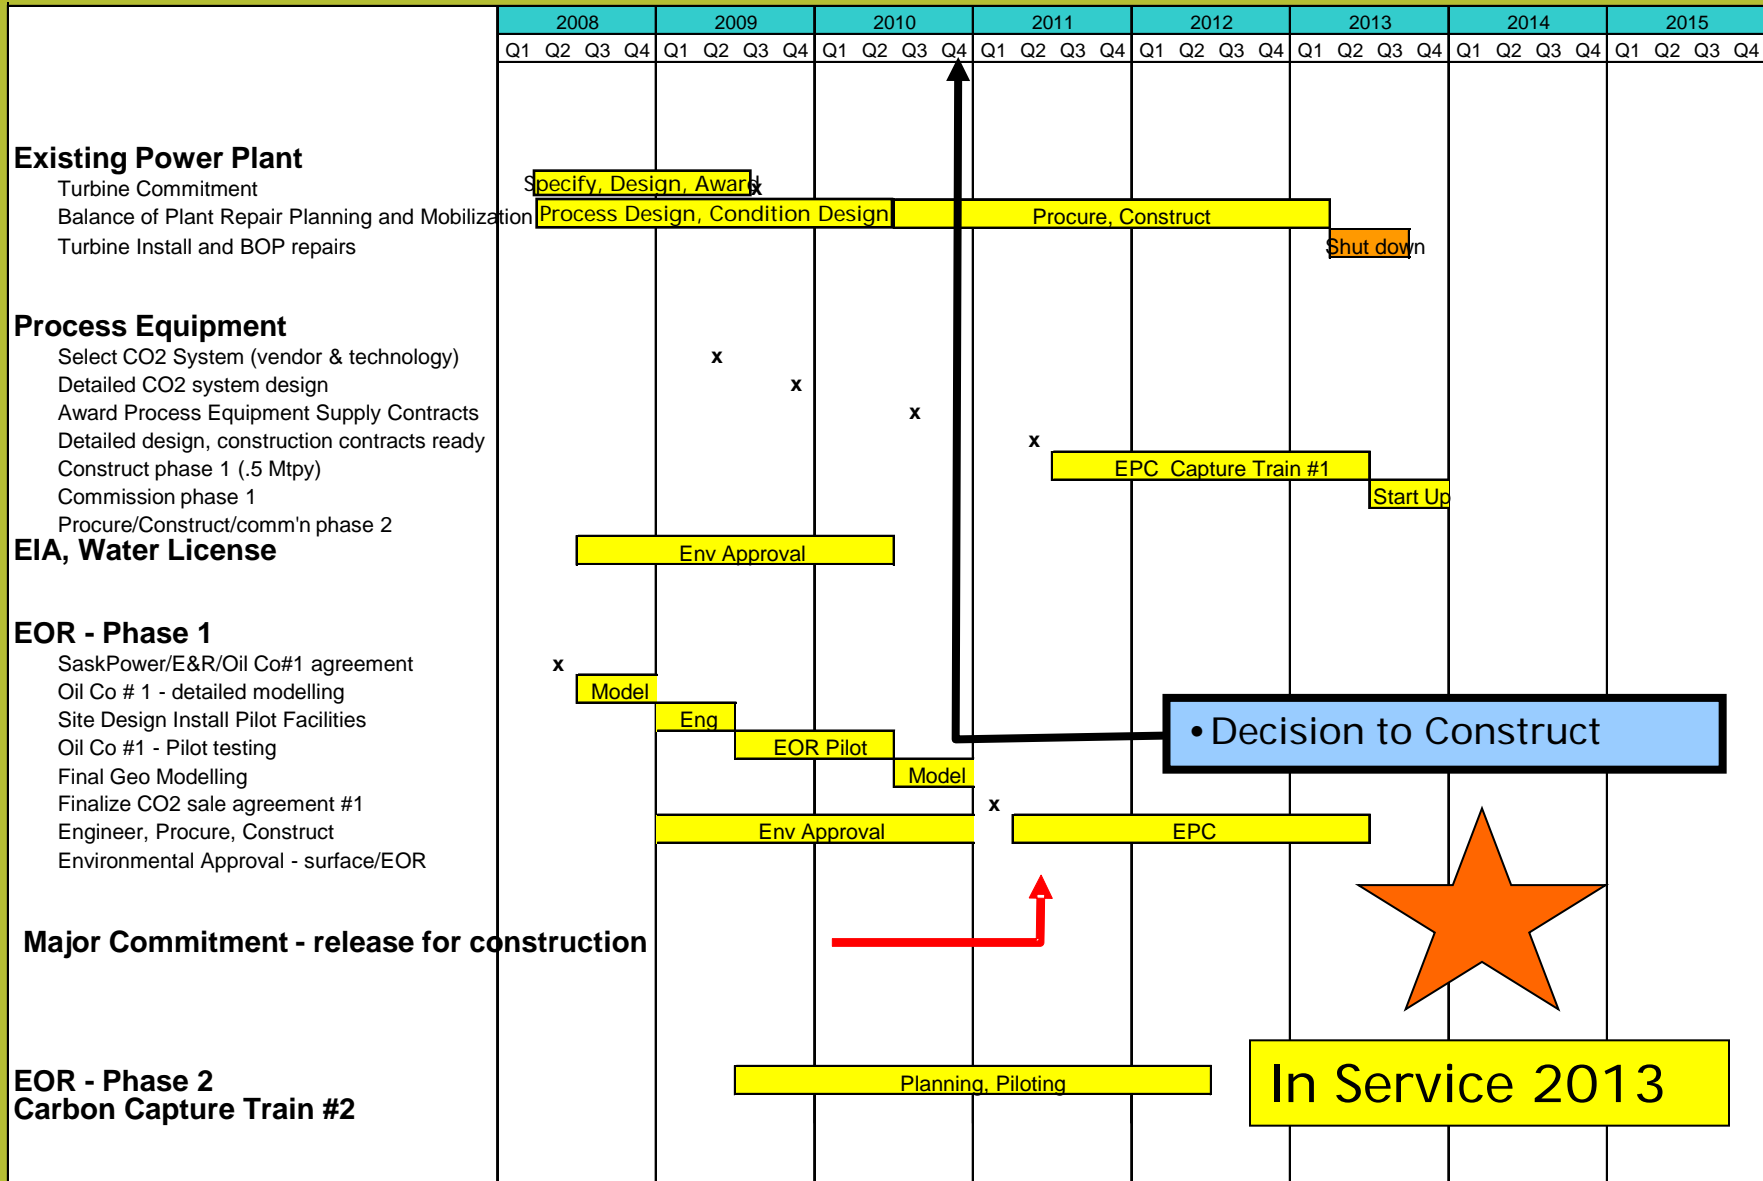 2008 2009 2010 2011 2012 2013 2014 2015
Q1 Q2 Q3 Q4 Q1 Q2 Q3 Q4 Q1 Q2 Q3 Q4 Q1 Q2 Q3 Q4 Q1 Q2 Q3 Q4 Q1 Q2 Q3 Q4 Q1 Q2 Q3 Q4 Q1 Q2 Q3 Q4
Existing Power Plant
Turbine Commitment Specify, Design, Award x
Balance of Plant Repair Planning and Mobilization Process Design, Condition Design Procure, Construct
Turbine Install and BOP repairs Shut down
Process Equipment
Select CO2 System (vendor & technology) x
Detailed CO2 system design x
Award Process Equipment Supply Contracts x
Detailed design, construction contracts ready x
Construct phase 1 (.5 Mtpy) EPC Capture Train #1
Commission phase 1 Start Up
Procure/Construct/comm'n phase 2
EIA, Water License Env Approval
EOR - Phase 1
SaskPower/E&R/Oil Co#1 agreement x
Oil Co # 1 - detailed modelling Model
Site Design Install Pilot Facilities Eng
Oil Co #1 - Pilot testing EOR Pilot
• Decision to Construct
Final Geo Modelling Model
Finalize CO2 sale agreement #1 x
Engineer, Procure, Construct Env Approval EPC
Environmental Approval - surface/EOR
Major Commitment - release for construction
EOR - Phase 2 Planning, Piloting
Carbon Capture Train #2
In Service 2013